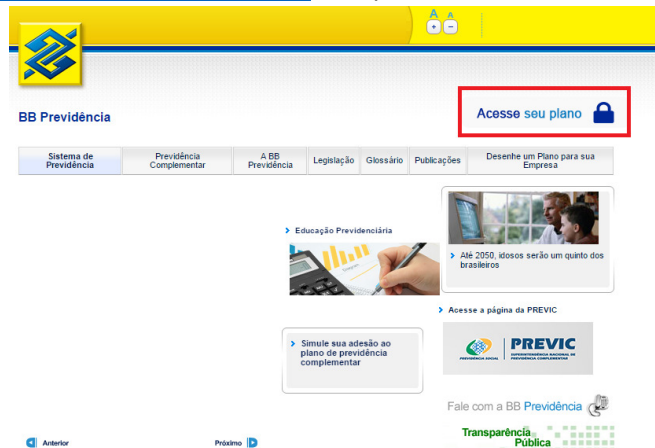 A A
+ -
BB Previdência
Acesse seu plano
Sistema de
Previdência
Previdência
Complementar
A BB
Previdência
Legislação
Glossário
Publicações
Desenhe um Plano para sua
Empresa
Educação Previdenciária
Até 2050, idosos serão um quinto dos
brasileiros
Acesse a página da PREVIC
Simule sua adesão ao
plano de previdência
complementar
PREVIDÊNCIA SOCIAL
PREVIC
SUPERINTENDÊNCIA NACIONAL DE
PREVIDÊNCIA COMPLEMENTAR
Fale com a BB Previdência
Transparência
Pública
Anterior
Próximo